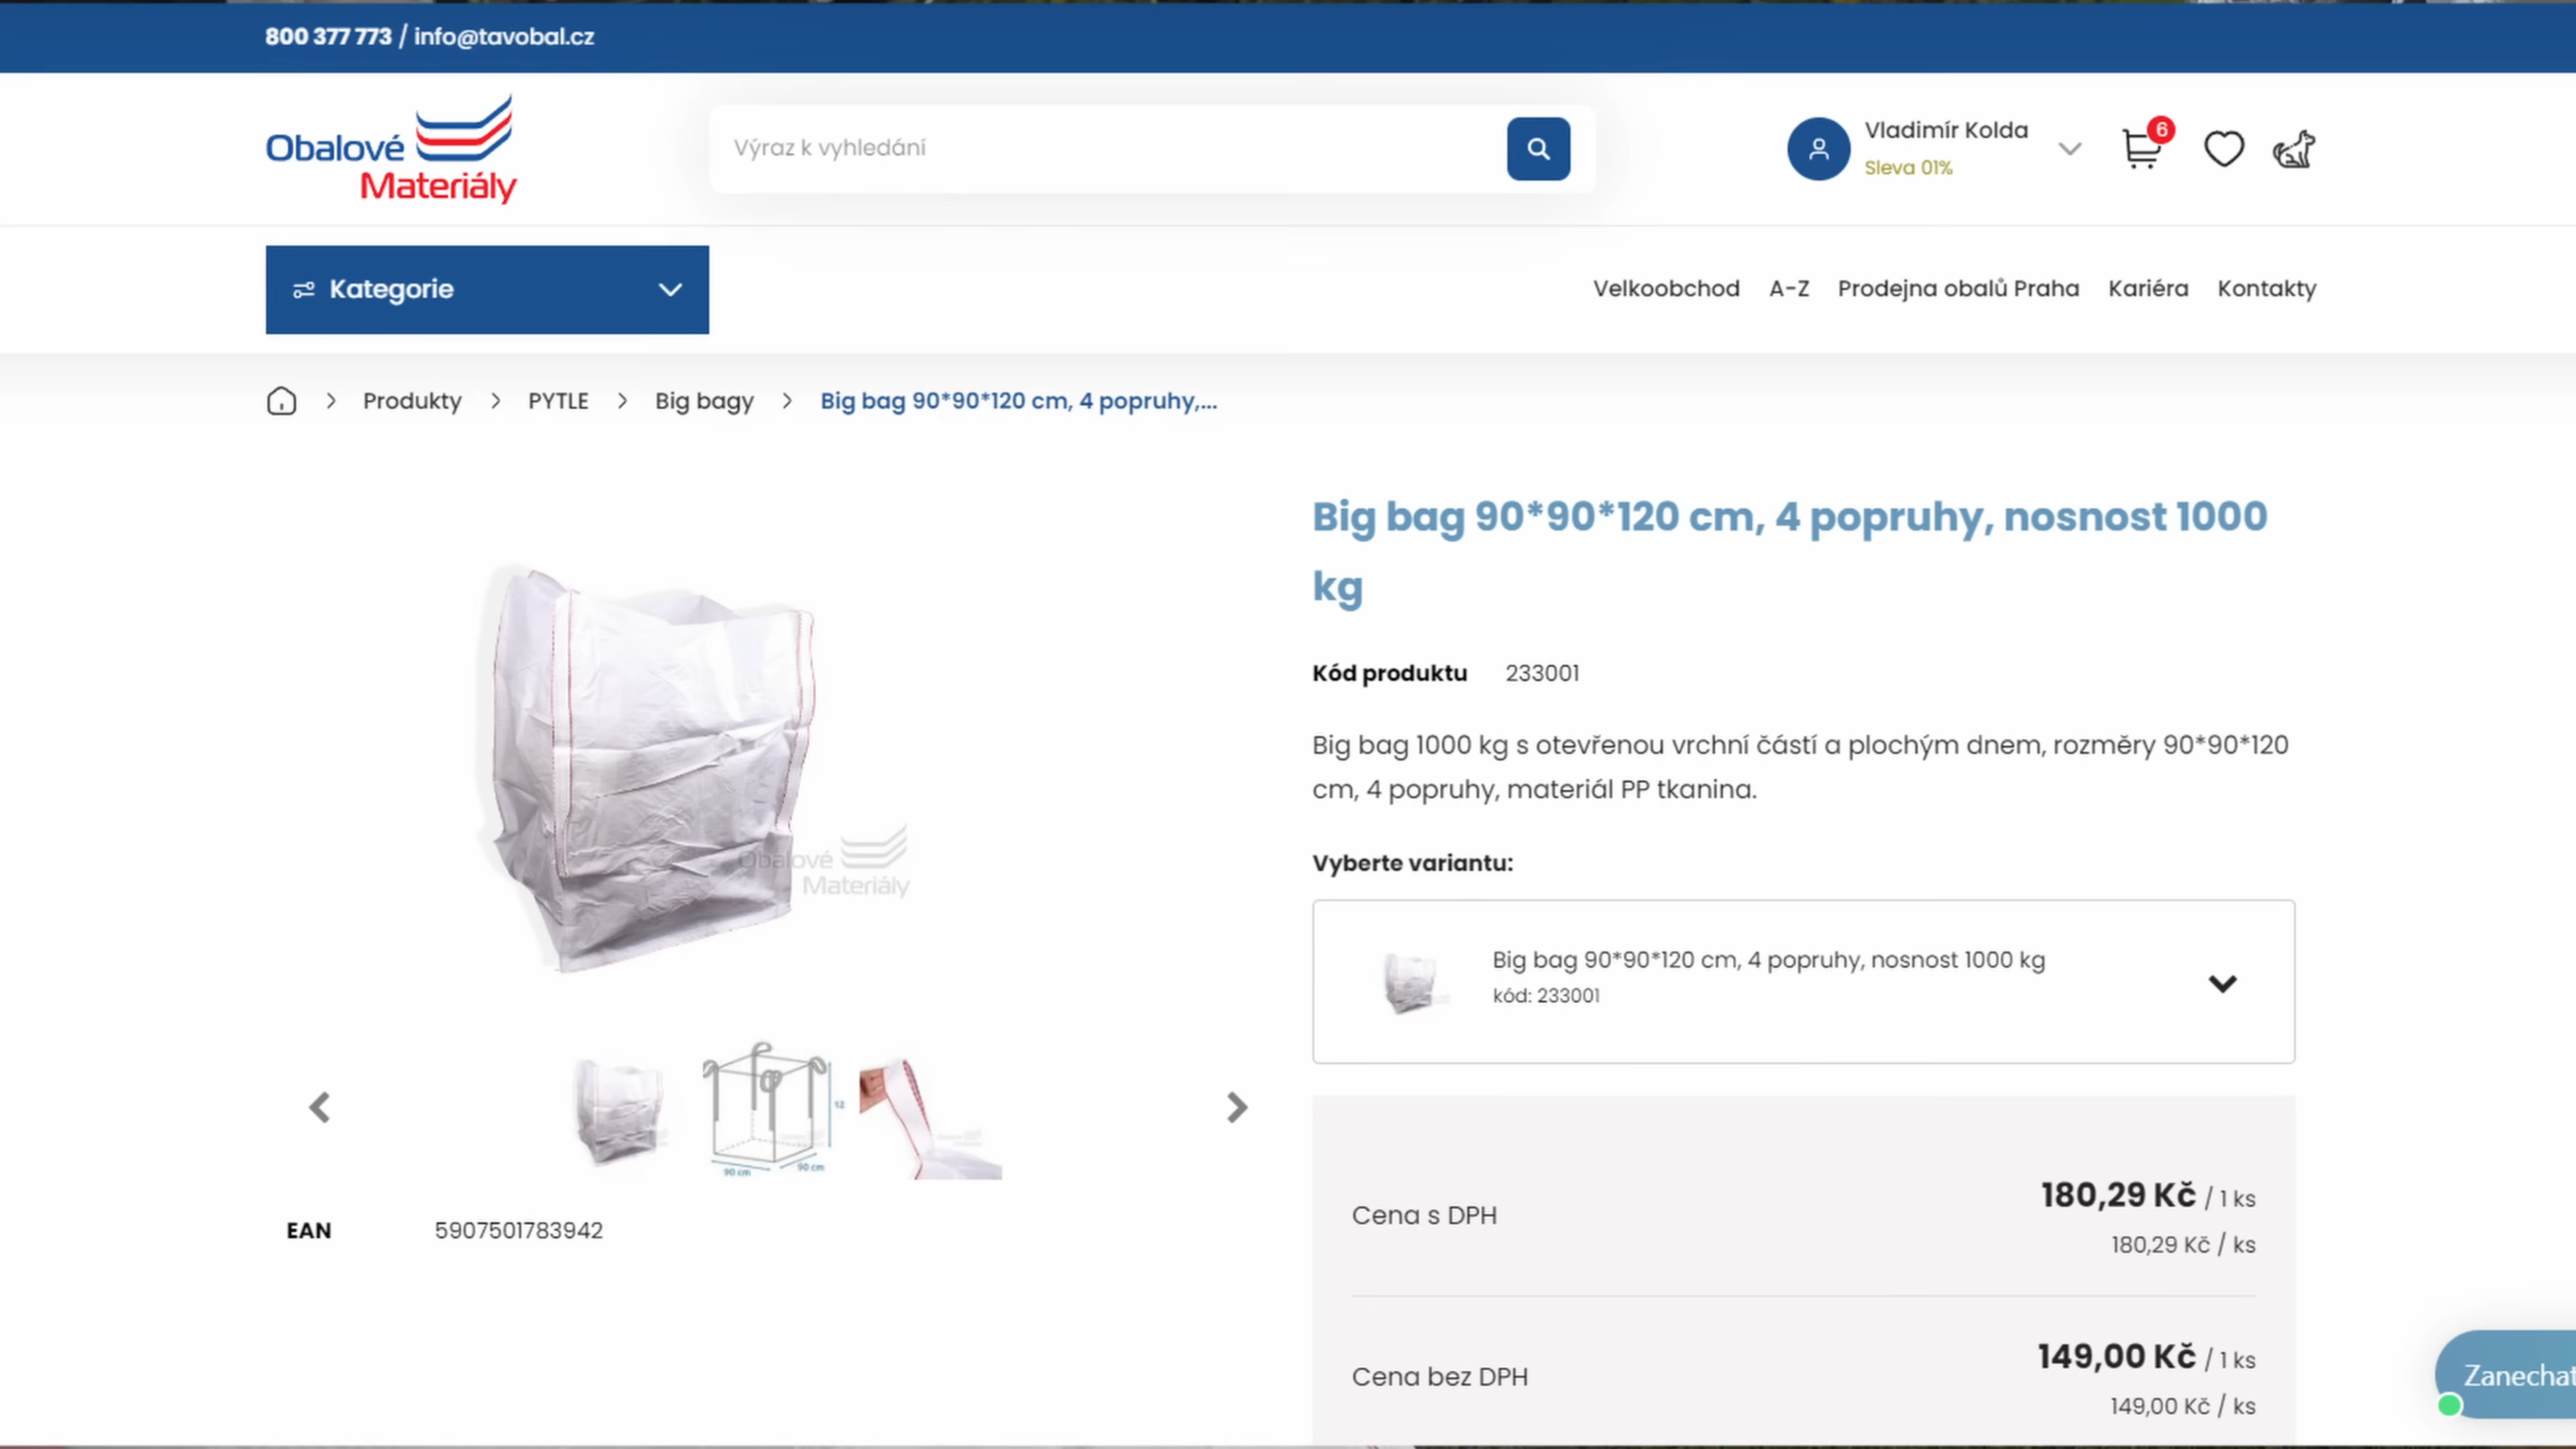 800 377 773 / info@tavobal.cz
Obalové
Materiály
Výraz k vyhledání
Vladimír Kolda
Sleva 01%
6
Kategorie
Velkoobchod A-Z Prodejna obalů Praha Kariéra Kontakty
Produkty > PYTLE > Big bagy > Big bag 90*90*120 cm, 4 popruhy,...
Big bag 90*90*120 cm, 4 popruhy, nosnost 1000
kg
Kód produktu 233001
Big bag 1000 kg s otevřenou vrchní částí a plochým dnem, rozměry 90*90*120
cm, 4 popruhy, materiál PP tkanina.
Obalové
Materiály
Vyberte variantu:
Big bag 90*90*120 cm, 4 popruhy, nosnost 1000 kg
kód: 233001
12
90 cm
90 cm
EAN 5907501783942
Cena s DPH
180,29 Kč / 1 ks
180,29 Kč / ks
Cena bez DPH
149,00 Kč / 1 ks
149,00 Kč / ks
Zanechat